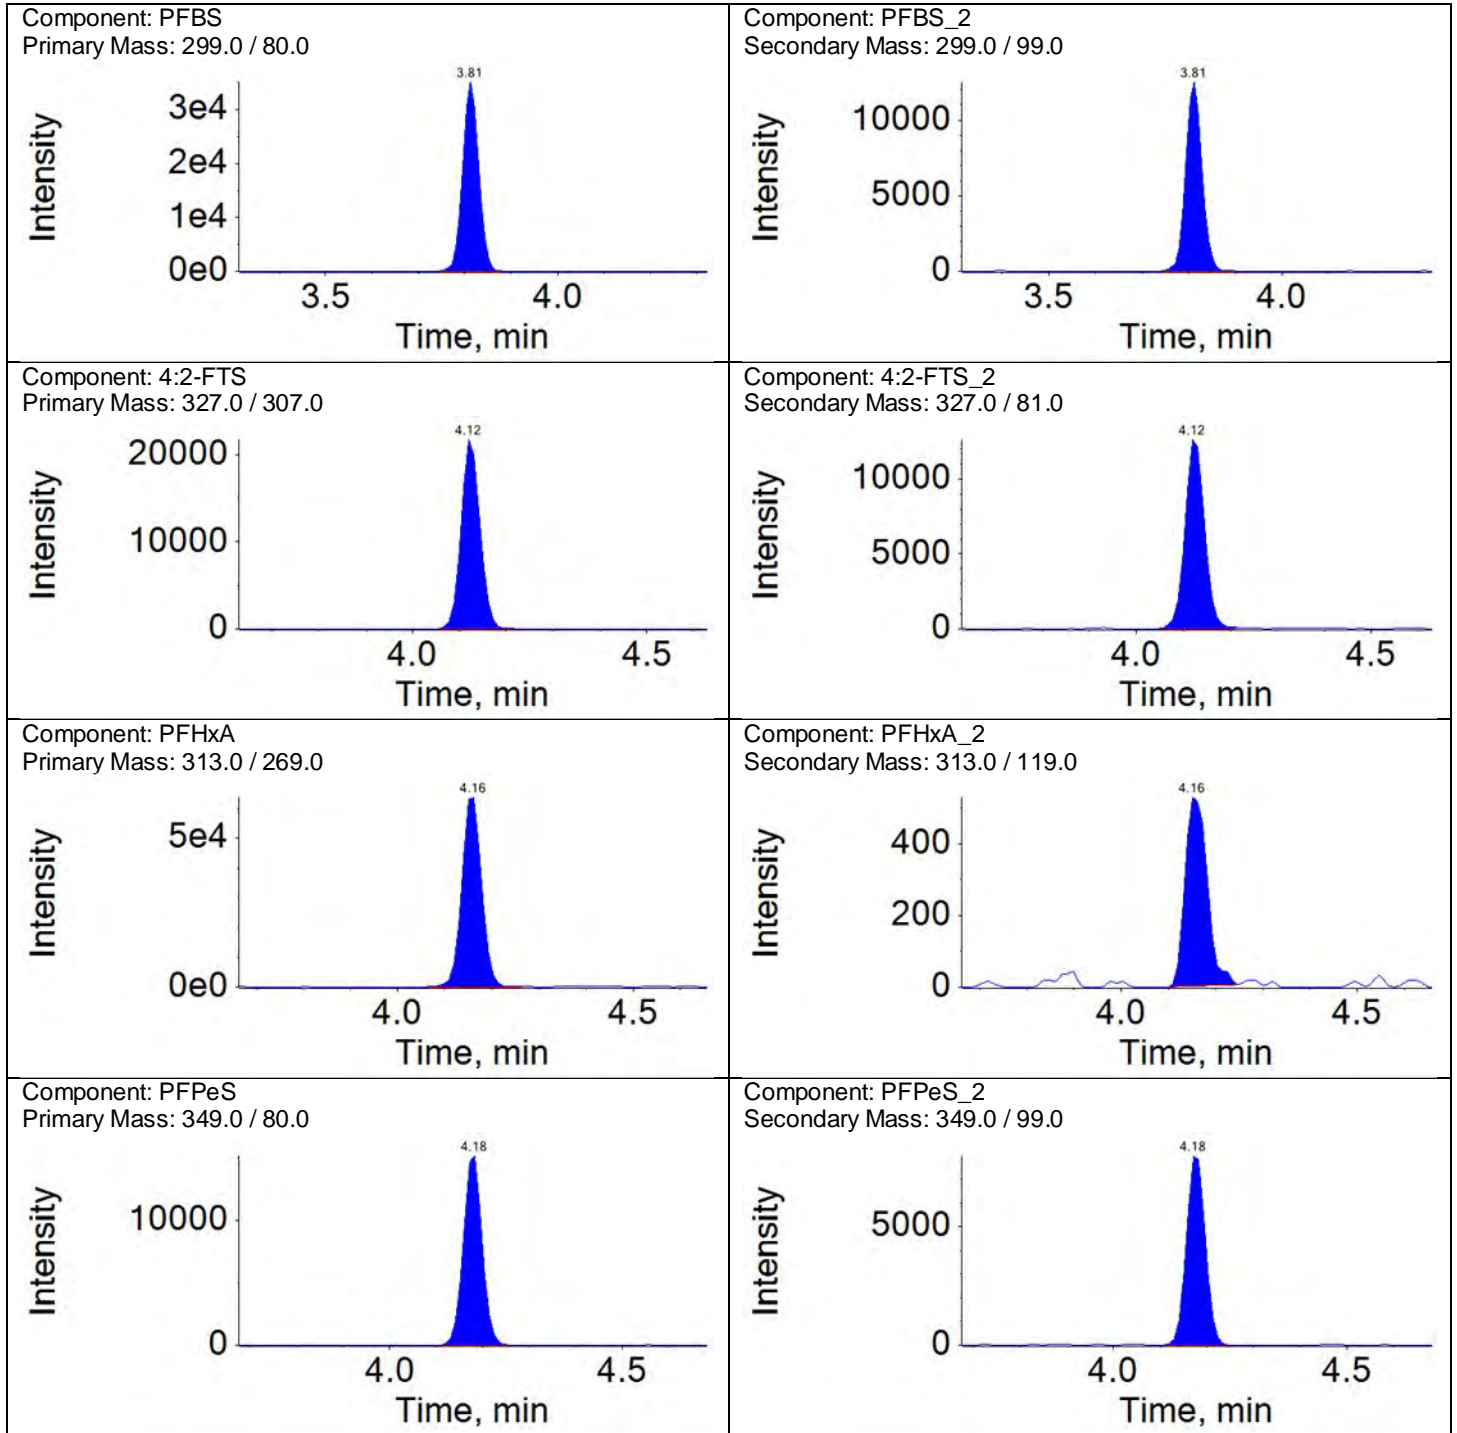 Component: PFBS
Primary Mass: 299.0 / 80.0
3.81
Intensity
3e4
2e4
1e4
0e0
3.5
4.0
Time, min
Component: PFBS_2
Secondary Mass: 299.0 / 99.0
3.81
Intensity
10000
5000
0
3.5
4.0
Time, min
Component: 4:2-FTS
Primary Mass: 327.0 / 307.0
4.12
Intensity
20000
10000
0
4.0
4.5
Time, min
Component: 4:2-FTS_2
Secondary Mass: 327.0 / 81.0
4.12
Intensity
10000
5000
0
4.0
4.5
Time, min
Component: PFHxA
Primary Mass: 313.0 / 269.0
4.16
Intensity
5e4
0e0
4.0
4.5
Time, min
Component: PFHxA_2
Secondary Mass: 313.0 / 119.0
4.16
Intensity
400
200
0
4.0
4.5
Time, min
Component: PFPeS
Primary Mass: 349.0 / 80.0
4.18
Intensity
10000
0
4.0
4.5
Time, min
Component: PFPeS_2
Secondary Mass: 349.0 / 99.0
4.18
Intensity
5000
0
4.0
4.5
Time, min